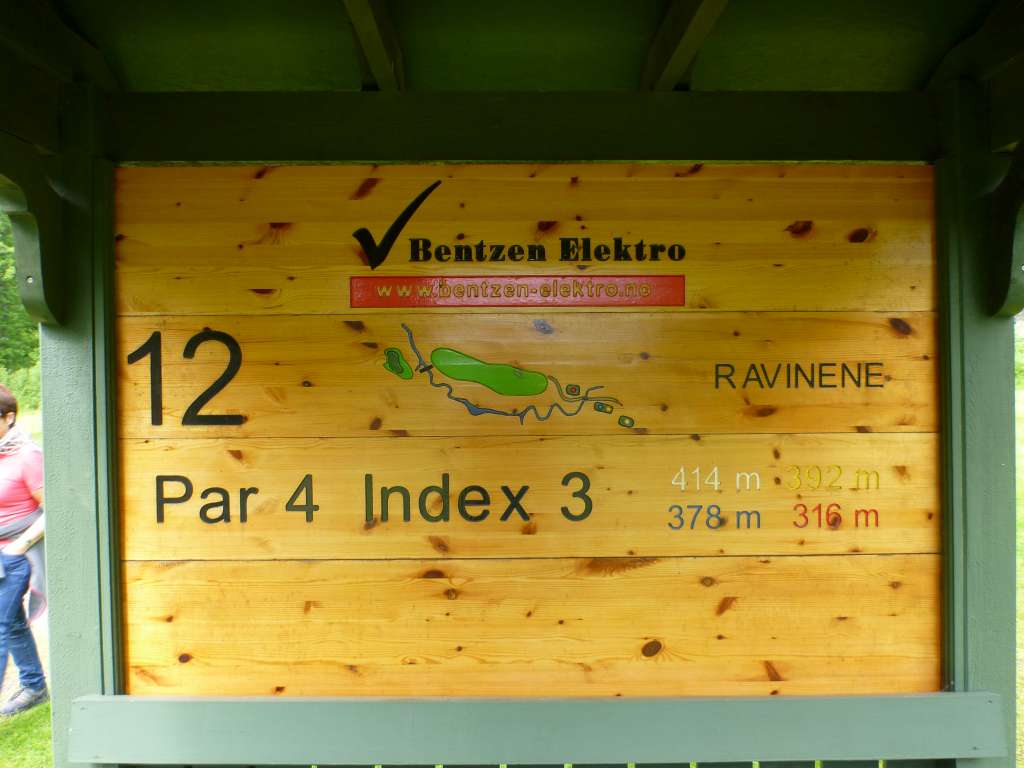 Bentzen Elektro
www.bentzen-elektro.no
12
RAVINENE
Par 4 Index 3
414 m 392 m
378 m 316 m